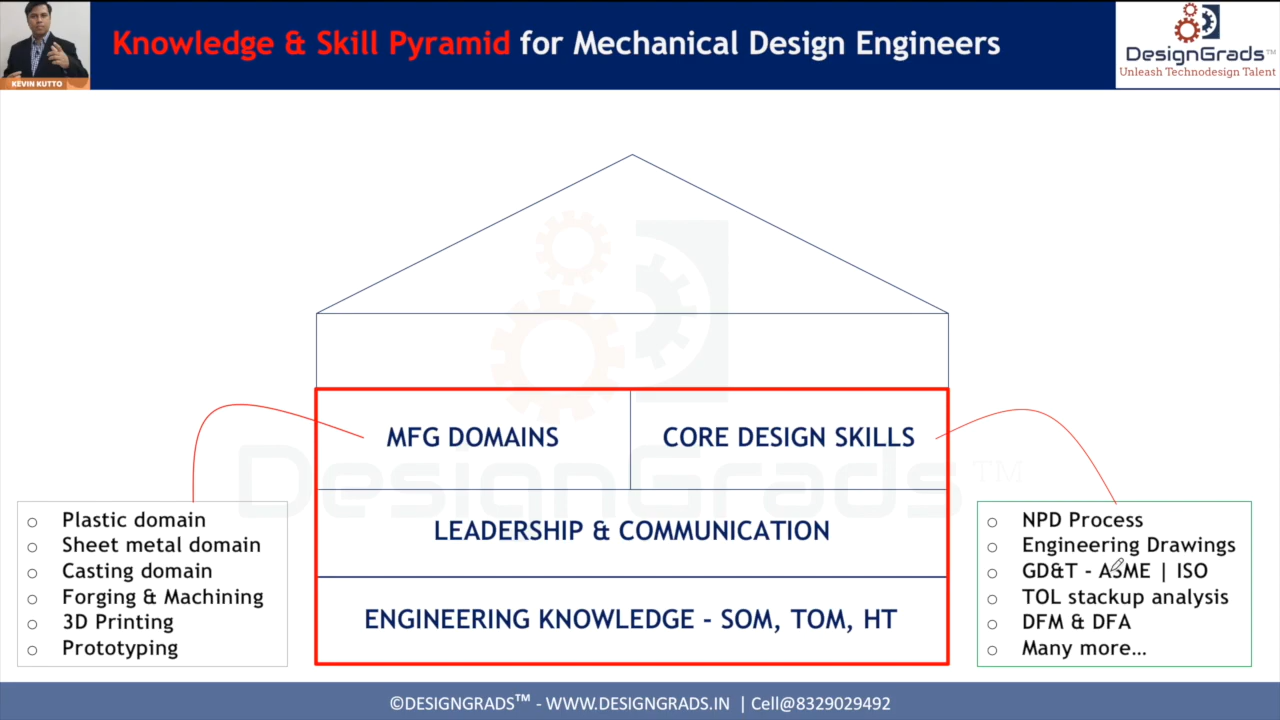 KEVIN KUTTO
Knowledge & Skill Pyramid for Mechanical Design Engineers
DesignGrads™
Unleash Technodesign Talent
MFG DOMAINS
CORE DESIGN SKILLS
DesignGrads™
LEADERSHIP & COMMUNICATION
ENGINEERING KNOWLEDGE - SOM, TOM, HT
○ Plastic domain
○ Sheet metal domain
○ Casting domain
○ Forging & Machining
○ 3D Printing
○ Prototyping
○ NPD Process
○ Engineering Drawings
○ GD&T - ASME | ISO
○ TOL stackup analysis
○ DFM & DFA
○ Many more...
©DESIGNGRADS™ - WWW.DESIGNGRADS.IN | Cell@8329029492